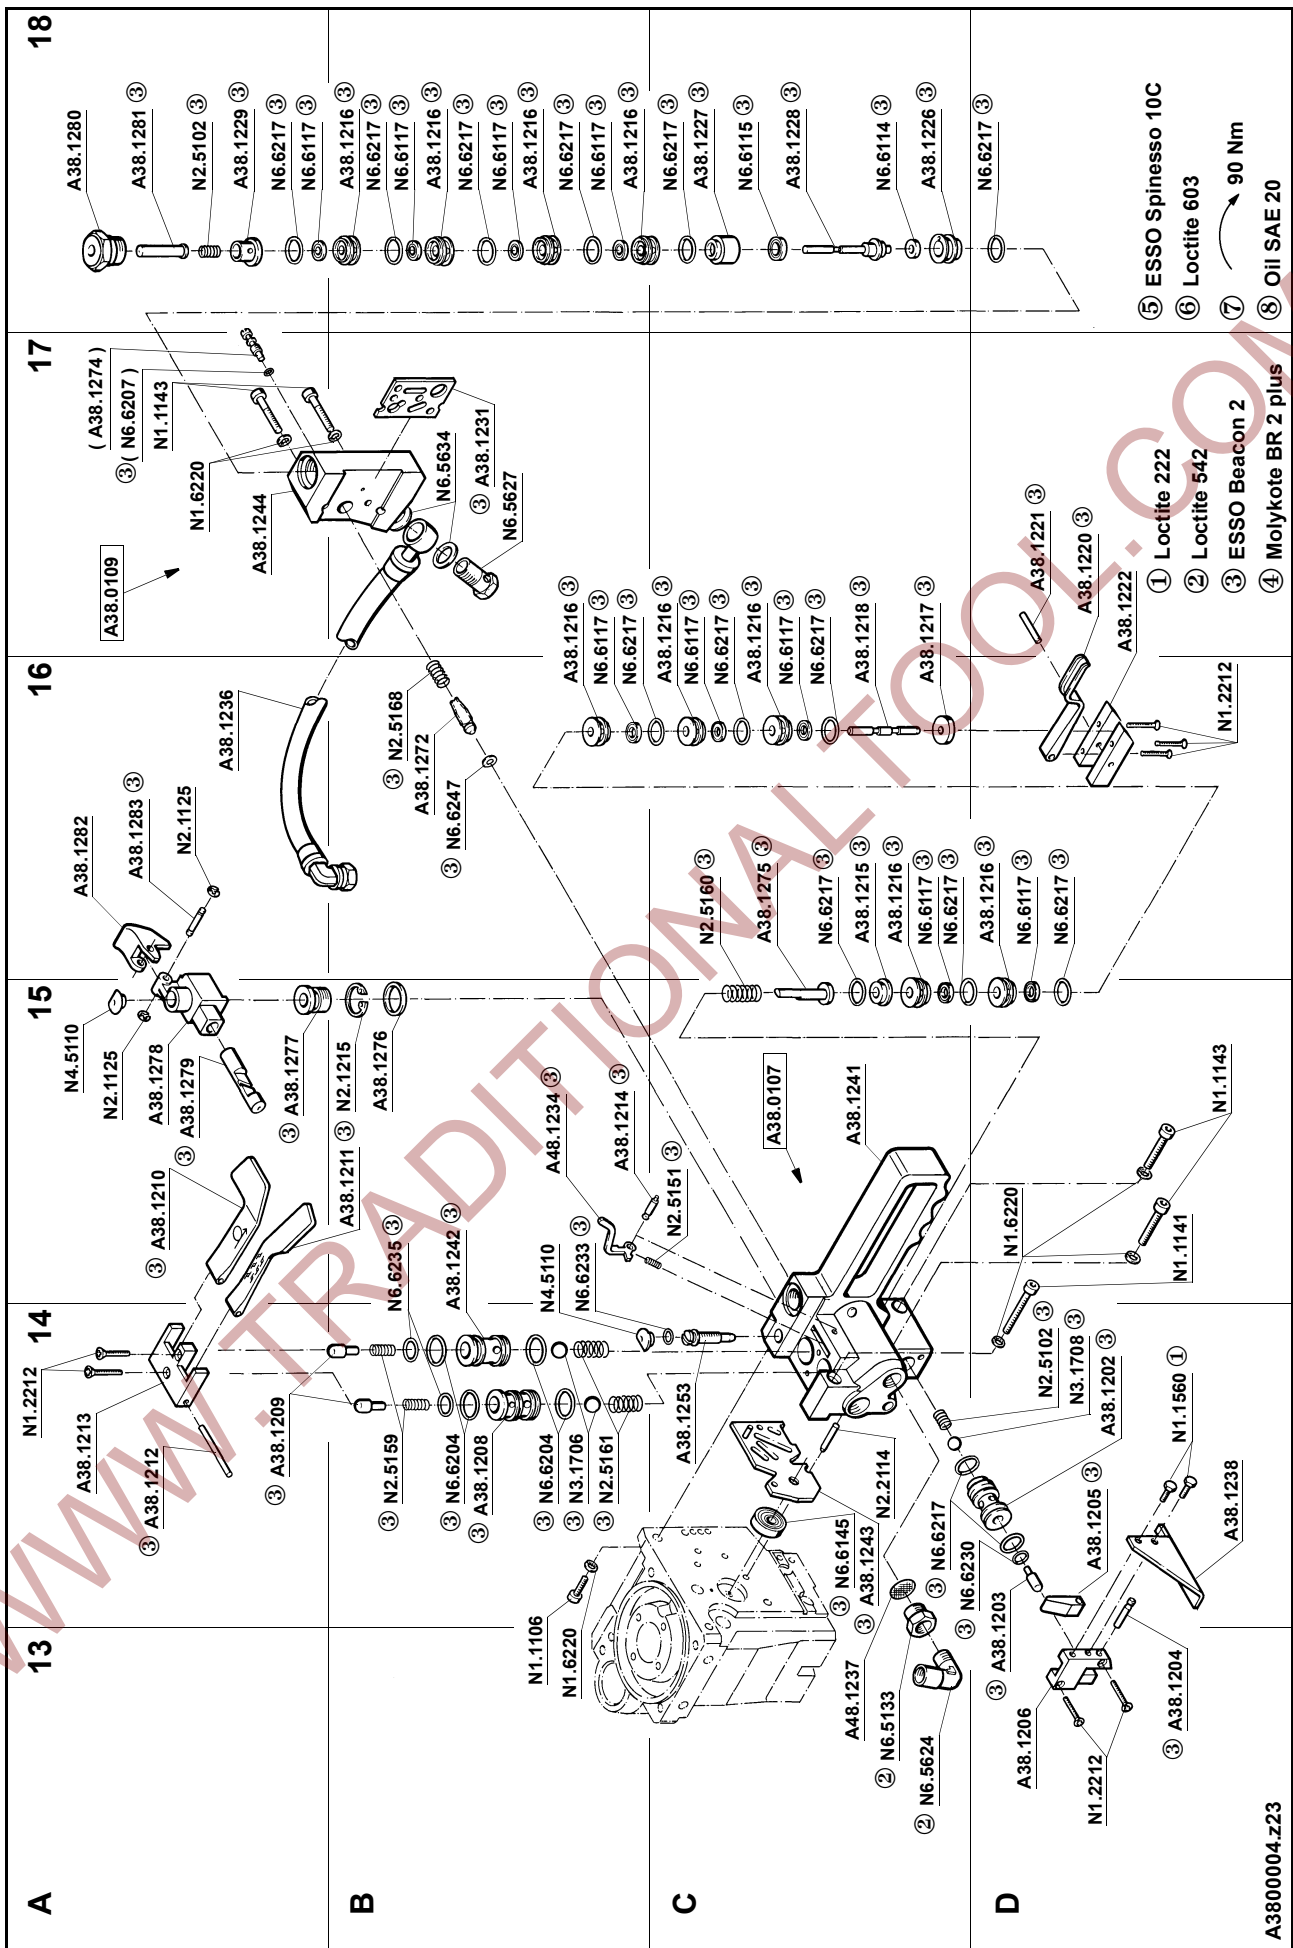 A
B
C
D
13
14
15
16
17
18
N1.2212
A38.1213
③ A38.1212
③ A38.1209
③ A38.1210
A38.1211 ③
N4.5110
N2.1125
A38.1278
③ A38.1279
③ A38.1277
N2.1215
A38.1276
A38.1282
A38.1283 ③
N2.1125
A38.1236
A38.0109
③ N2.5168
A38.1272
③ N6.6247
( A38.1274 )
③ ( N6.6207 )
N1.1143
N1.6220
A38.1244
③ A38.1231
N6.5634
N6.5627
A38.1280
A38.1281 ③
N2.5102 ③
A38.1229 ③
N6.6217 ③
N6.6117 ③
A38.1216 ③
N6.6217 ③
N6.6117 ③
A38.1216 ③
N6.6217 ③
N6.6117 ③
A38.1216 ③
N6.6217 ③
N6.6117 ③
A38.1216 ③
N6.6217 ③
A38.1227 ③
N6.6115 ③
A38.1228 ③
N6.6114 ③
A38.1226 ③
N6.6217 ③
③ N2.5159
N6.6235 ③
③ N6.6204
③ A38.1208
A38.1242 ③
③ N6.6204
③ N3.1706
③ N2.5161
N4.5110
N6.6233 ③
A38.1253
A48.1234 ③
A38.1214 ③
N2.5151 ③
A38.0107
A38.1241
N1.1106
N1.6220
③ N6.6145
③ A38.1243
N2.2114
A48.1237
② N6.5133
② N6.5624
③ N6.6217
③ N6.6230
③ A38.1203
A38.1206
N1.2212
③ A38.1204
A38.1205 ③
A38.1238
N1.1560 ①
A38.1202 ③
N3.1708 ③
N2.5102 ③
N1.1141
N1.6220
N1.1143
N2.5160 ③
A38.1275 ③
N6.6217 ③
A38.1215 ③
A38.1216 ③
N6.6117 ③
N6.6217 ③
A38.1216 ③
N6.6117 ③
N6.6217 ③
A38.1216 ③
N6.6117 ③
N6.6217 ③
A38.1216 ③
N6.6117 ③
N6.6217 ③
A38.1216 ③
N6.6117 ③
N6.6217 ③
A38.1218 ③
A38.1217 ③
A38.1221 ③
A38.1220 ③
A38.1222
N1.2212
① Loctite 222
② Loctite 542
③ ESSO Beacon 2
④ Molykote BR 2 plus
⑤ ESSO Spinesso 10C
⑥ Loctite 603
⑦ 90 Nm
⑧ Oil SAE 20
A3800004.z23
WWW.TRADITIONALTOOL.COM